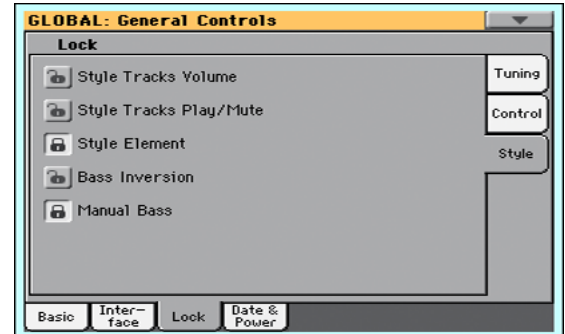 GLOBAL: General Controls
Lock
Style Tracks Volume
Style Tracks Play/Mute
Style Element
Bass Inversion
Manual Bass
Tuning
Control
Style
Basic
Inter-
face
Lock
Date &
Power